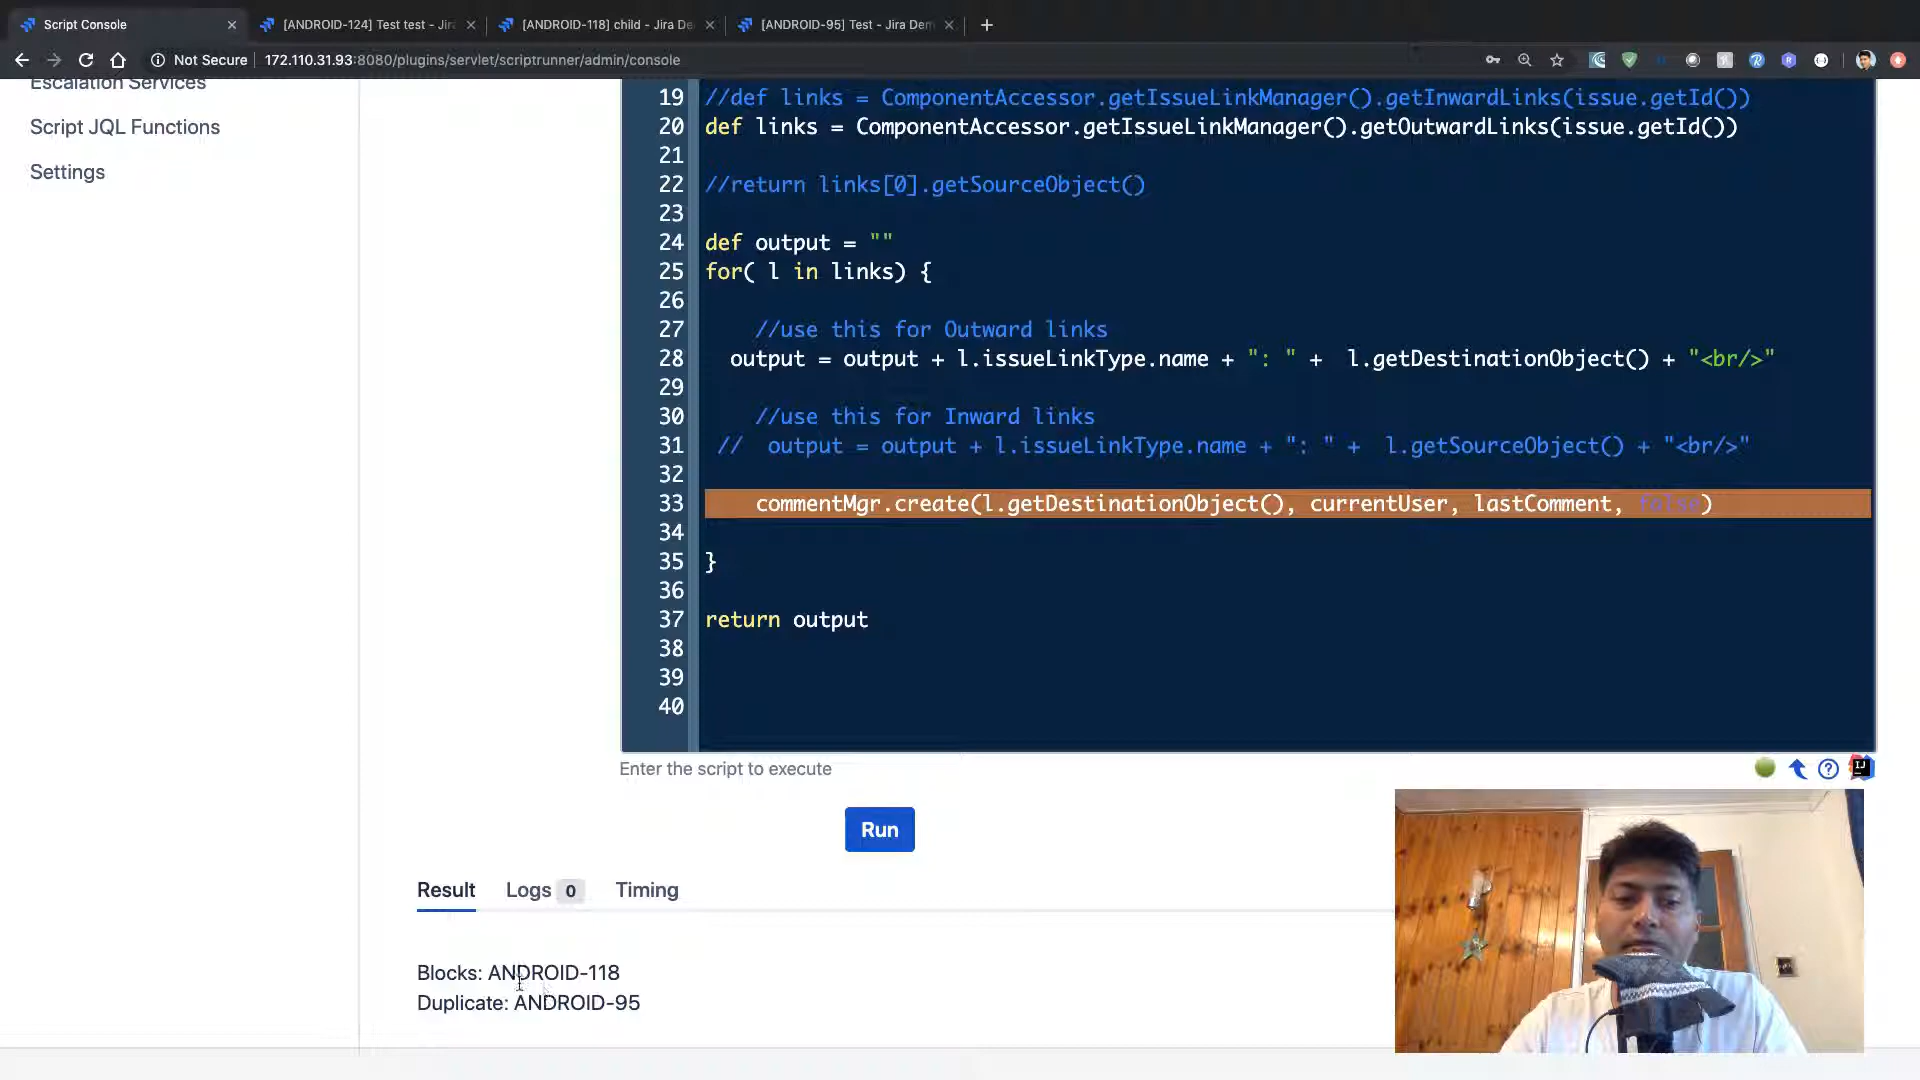 Script Console
[ANDROID-124] Test test - Jir
[ANDROID-118] child - Jira De
[ANDROID-95] Test - Jira Dem
Not Secure
172.110.31.93:8080/plugins/servlet/scriptrunner/admin/console
Escalation Services
Script JQL Functions
Settings
19 //def links = ComponentAccessor.getIssueLinkManager().getInwardLinks(issue.getId())
20 def links = ComponentAccessor.getIssueLinkManager().getOutwardLinks(issue.getId())
21
22 //return links[0].getSourceObject()
23
24 def output = ""
25 for( l in links) {
26
27 //use this for Outward links
28 output = output + l.issueLinkType.name + ": " + l.getDestinationObject() + "<br/>"
29
30 //use this for Inward links
31 // output = output + l.issueLinkType.name + ": " + l.getSourceObject() + "<br/>"
32
33 commentMgr.create(l.getDestinationObject(), currentUser, lastComment, false)
34
35 }
36
37 return output
38
39
40
Enter the script to execute
IJ
Run
Result
Logs 0
Timing
Blocks: ANDROID-118
Duplicate: ANDROID-95